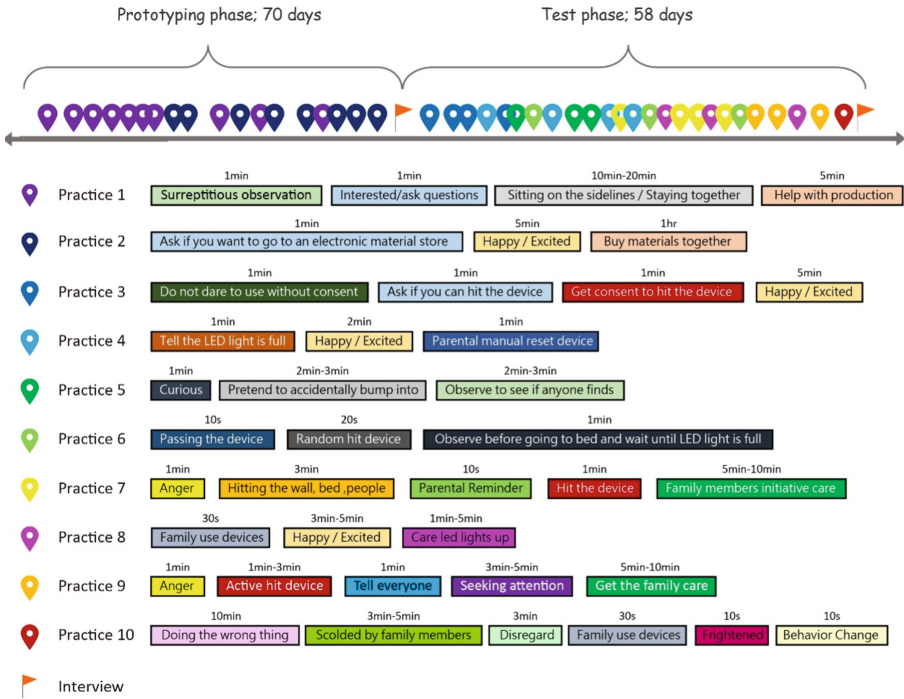 Prototyping phase; 70 days
Test phase; 58 days
1min 1min 10min-20min 5min
Practice 1 Surreptitious observation Interested/ask questions Sitting on the sidelines / Staying together Help with production
1min 5min 1hr
Practice 2 Ask if you want to go to an electronic material store Happy / Excited Buy materials together
1min 1min 1min 5min
Practice 3 Do not dare to use without consent Ask if you can hit the device Get consent to hit the device Happy / Excited
1min 2min 1min
Practice 4 Tell the LED light is full Happy / Excited Parental manual reset device
1min 2min-3min 2min-3min
Practice 5 Curious Pretend to accidentally bump into Observe to see if anyone finds
10s 20s 1min
Practice 6 Passing the device Random hit device Observe before going to bed and wait until LED light is full
1min 3min 10s 1min 5min-10min
Practice 7 Anger Hitting the wall, bed ,people Parental Reminder Hit the device Family members initiative care
30s 3min-5min 1min-5min
Practice 8 Family use devices Happy / Excited Care led lights up
1min 1min-3min 1min 3min-5min 5min-10min
Practice 9 Anger Active hit device Tell everyone Seeking attention Get the family care
10min 3min-5min 3min 30s 10s 10s
Practice 10 Doing the wrong thing Scolded by family members Disregard Family use devices Frightened Behavior Change
Interview